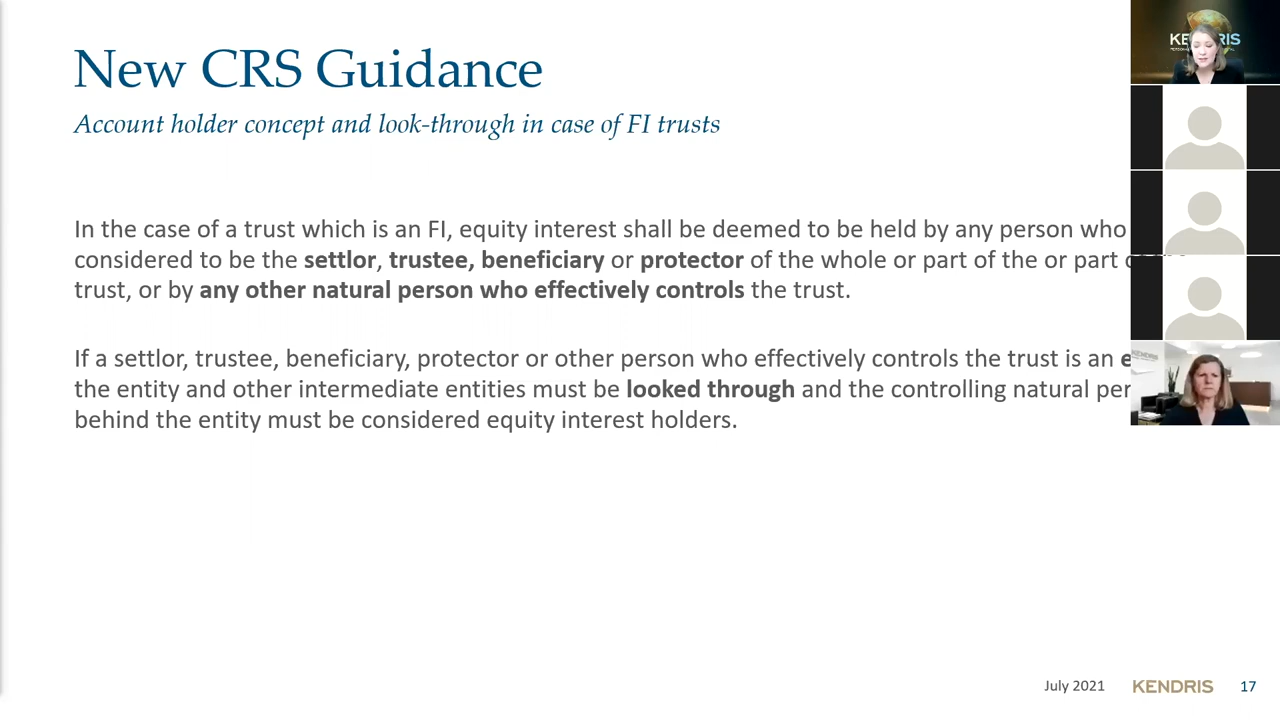 New CRS Guidance
Account holder concept and look-through in case of FI trusts
In the case of a trust which is an FI, equity interest shall be deemed to be held by any person who
considered to be the settlor, trustee, beneficiary or protector of the whole or part of the or part
trust, or by any other natural person who effectively controls the trust.
If a settlor, trustee, beneficiary, protector or other person who effectively controls the trust is an
the entity and other intermediate entities must be looked through and the controlling natural
behind the entity must be considered equity interest holders.
July 2021 KENDRIS 17
KENDRIS